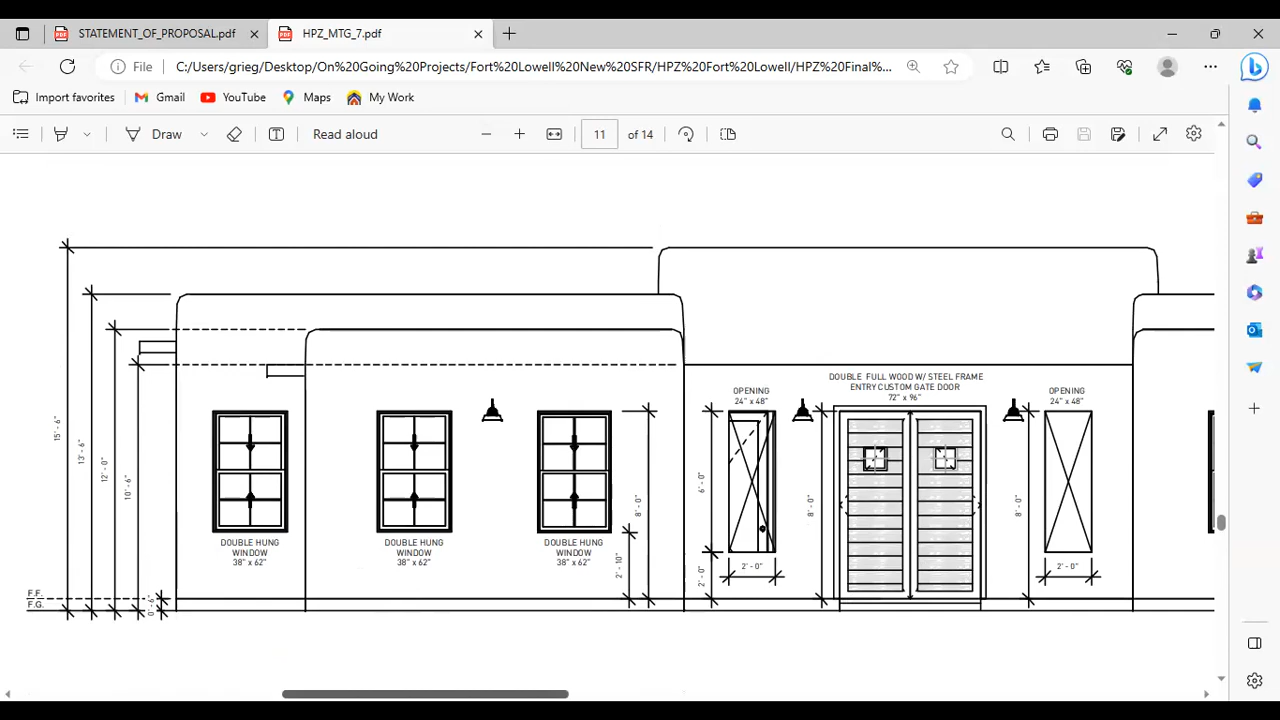 STATEMENT_OF_PROPOSAL.pdf
HPZ_MTG_7.pdf
File
C:/Users/grieg/Desktop/On%20Going%20Projects/Fort%20Lowell%20New%20SFR/HPZ%20Fort%20Lowell/HPZ%20Final%...
Import favorites
Gmail
YouTube
Maps
My Work
Draw
Read aloud
11
of 14
15' - 6"
13' - 6"
12' - 0"
10' - 6"
F.F.
F.G.
0' - 6"
DOUBLE HUNG
WINDOW
38" x 62"
DOUBLE HUNG
WINDOW
38" x 62"
DOUBLE HUNG
WINDOW
38" x 62"
2' - 10"
8' - 0"
OPENING
24" x 48"
6' - 0"
2' - 0"
2' - 0"
8' - 0"
DOUBLE FULL WOOD W/ STEEL FRAME
ENTRY CUSTOM GATE DOOR
72" x 96"
8' - 0"
OPENING
24" x 48"
2' - 0"